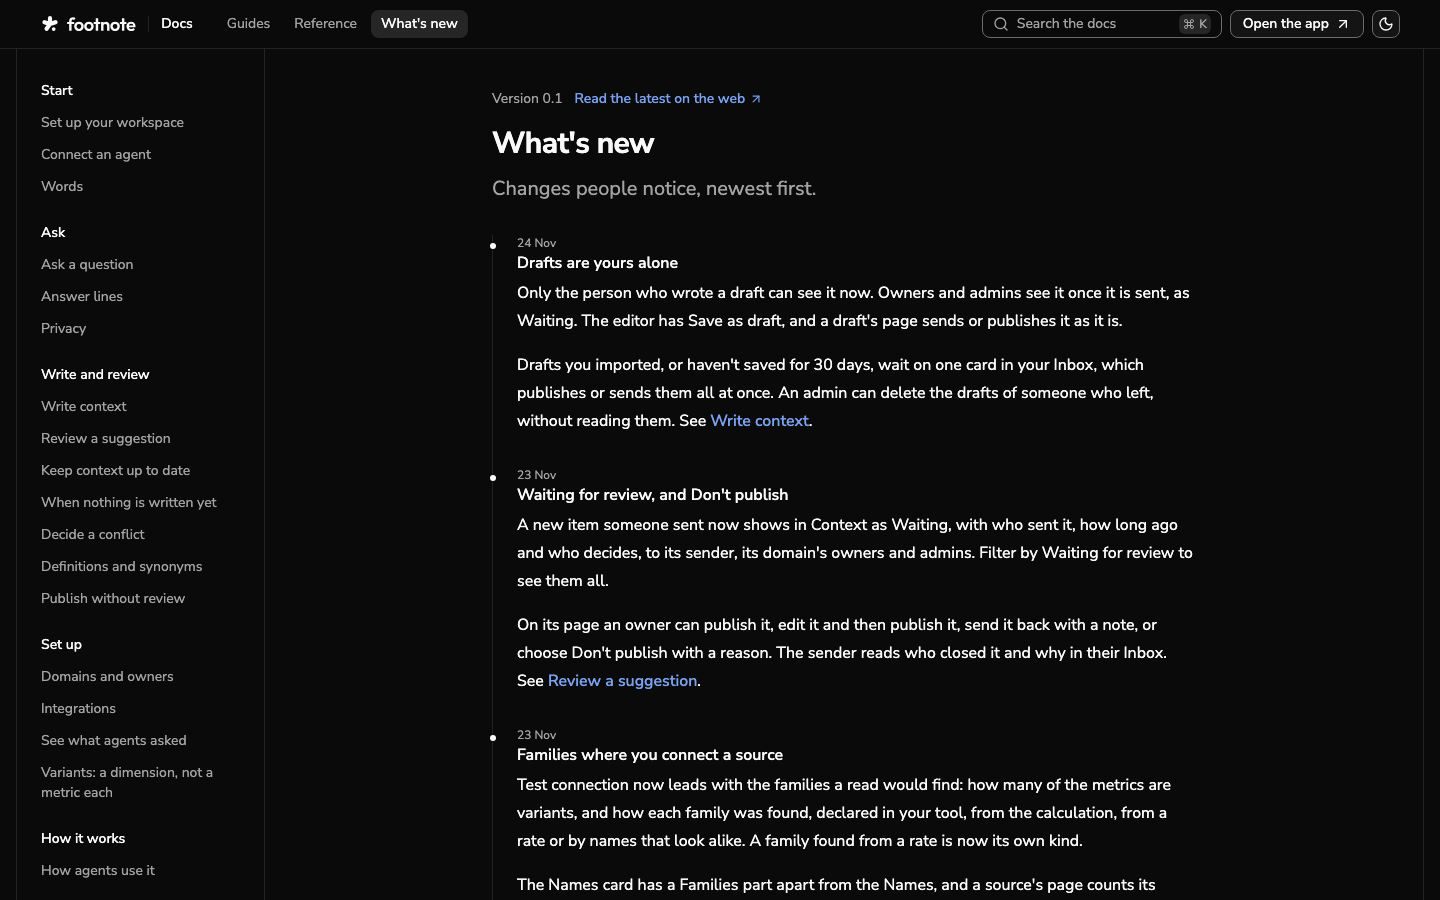 footnote
Docs
Guides
Reference
What's new
Search the docs
⌘ K
Open the app
Start
Set up your workspace
Connect an agent
Words
Ask
Ask a question
Answer lines
Privacy
Write and review
Write context
Review a suggestion
Keep context up to date
When nothing is written yet
Decide a conflict
Definitions and synonyms
Publish without review
Set up
Domains and owners
Integrations
See what agents asked
Variants: a dimension, not a
metric each
How it works
How agents use it
Version 0.1
Read the latest on the web
What's new
Changes people notice, newest first.
24 Nov
Drafts are yours alone
Only the person who wrote a draft can see it now. Owners and admins see it once it is sent, as
Waiting. The editor has Save as draft, and a draft's page sends or publishes it as it is.
Drafts you imported, or haven't saved for 30 days, wait on one card in your Inbox, which
publishes or sends them all at once. An admin can delete the drafts of someone who left,
without reading them. See Write context.
23 Nov
Waiting for review, and Don't publish
A new item someone sent now shows in Context as Waiting, with who sent it, how long ago
and who decides, to its sender, its domain's owners and admins. Filter by Waiting for review to
see them all.
On its page an owner can publish it, edit it and then publish it, send it back with a note, or
choose Don't publish with a reason. The sender reads who closed it and why in their Inbox.
See Review a suggestion.
23 Nov
Families where you connect a source
Test connection now leads with the families a read would find: how many of the metrics are
variants, and how each family was found, declared in your tool, from the calculation, from a
rate or by names that look alike. A family found from a rate is now its own kind.
The Names card has a Families part apart from the Names, and a source's page counts its